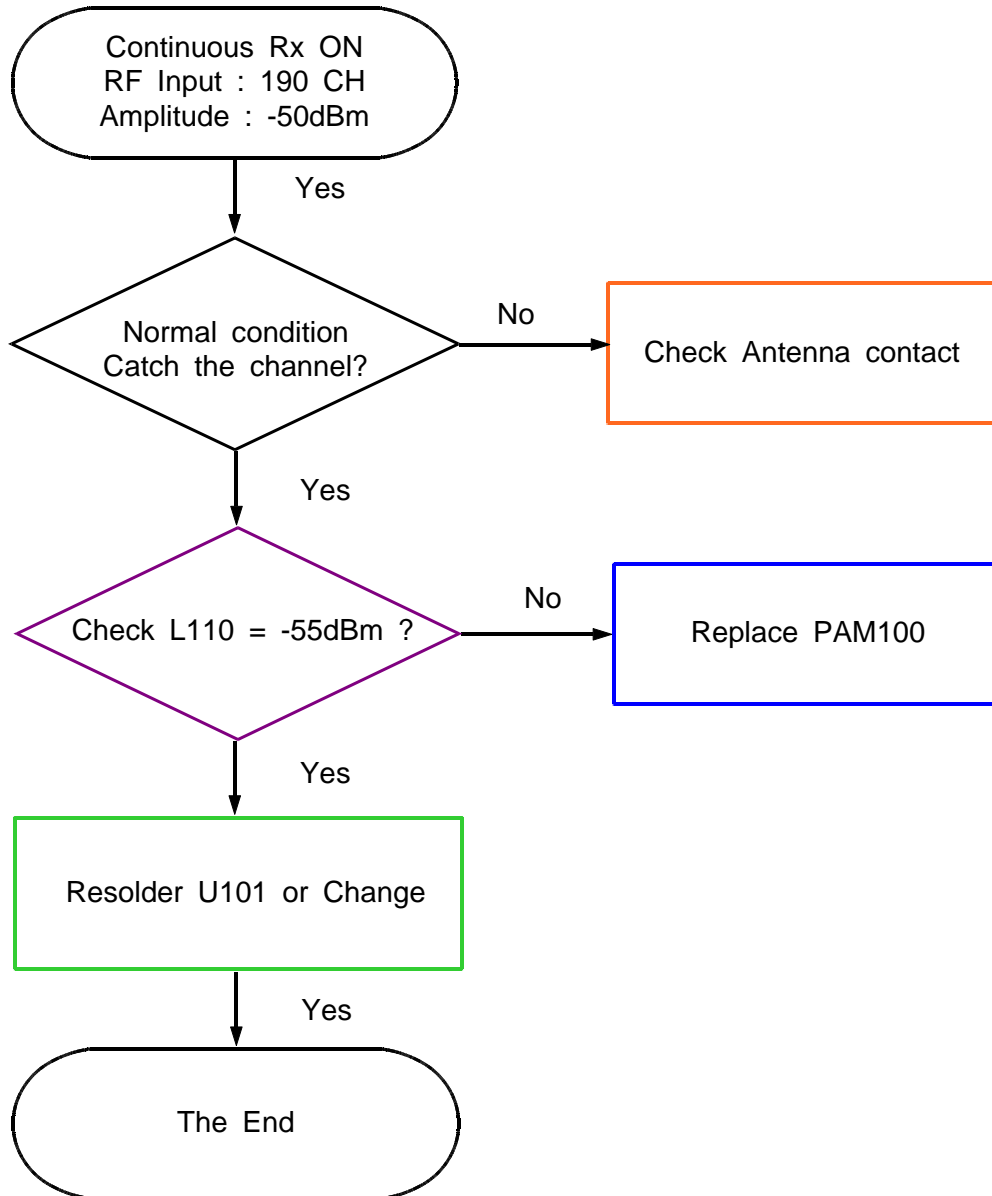 Continuous Rx ON
RF Input : 190 CH
Amplitude : -50dBm
Yes
Normal condition
Catch the channel?
No
Check Antenna contact
Yes
Check L110 = -55dBm ?
No
Replace PAM100
Yes
Resolder U101 or Change
Yes
The End